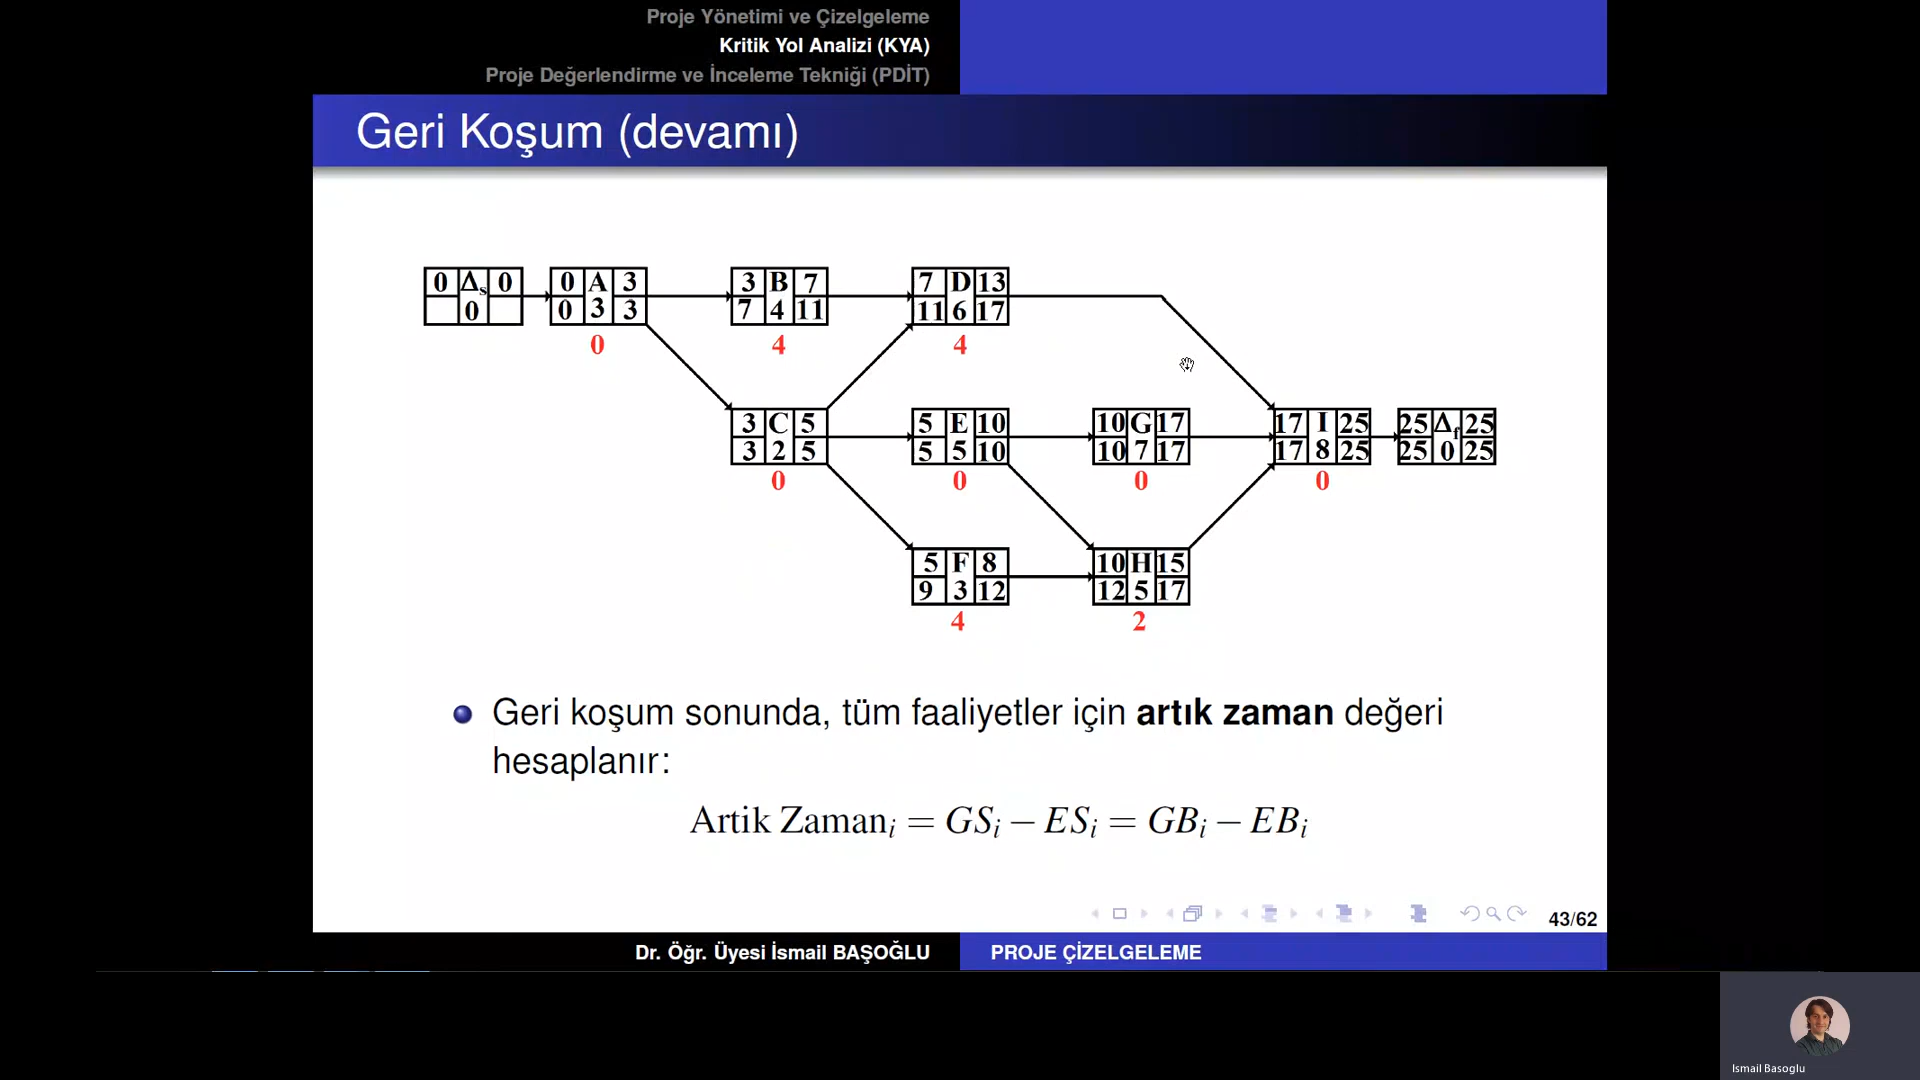 Proje Yönetimi ve Çizelgeleme
Kritik Yol Analizi (KYA)
Proje Değerlendirme ve İnceleme Tekniği (PDİT)
Geri Koşum (devamı)
0 Δs 0
0
0 A 3
0 3 3
0
3 B 7
7 4 11
4
7 D 13
11 6 17
4
3 C 5
3 2 5
0
5 E 10
5 5 10
0
10 G 17
10 7 17
0
17 I 25
17 8 25
0
25 Δf 25
25 0 25
5 F 8
9 3 12
4
10 H 15
12 5 17
2
Geri koşum sonunda, tüm faaliyetler için artık zaman değeri
hesaplanır:
Artik Zamanᵢ = GSᵢ − ESᵢ = GBᵢ − EBᵢ
43/62
Dr. Öğr. Üyesi İsmail BAŞOĞLU
PROJE ÇİZELGELEME
Ismail Basoglu